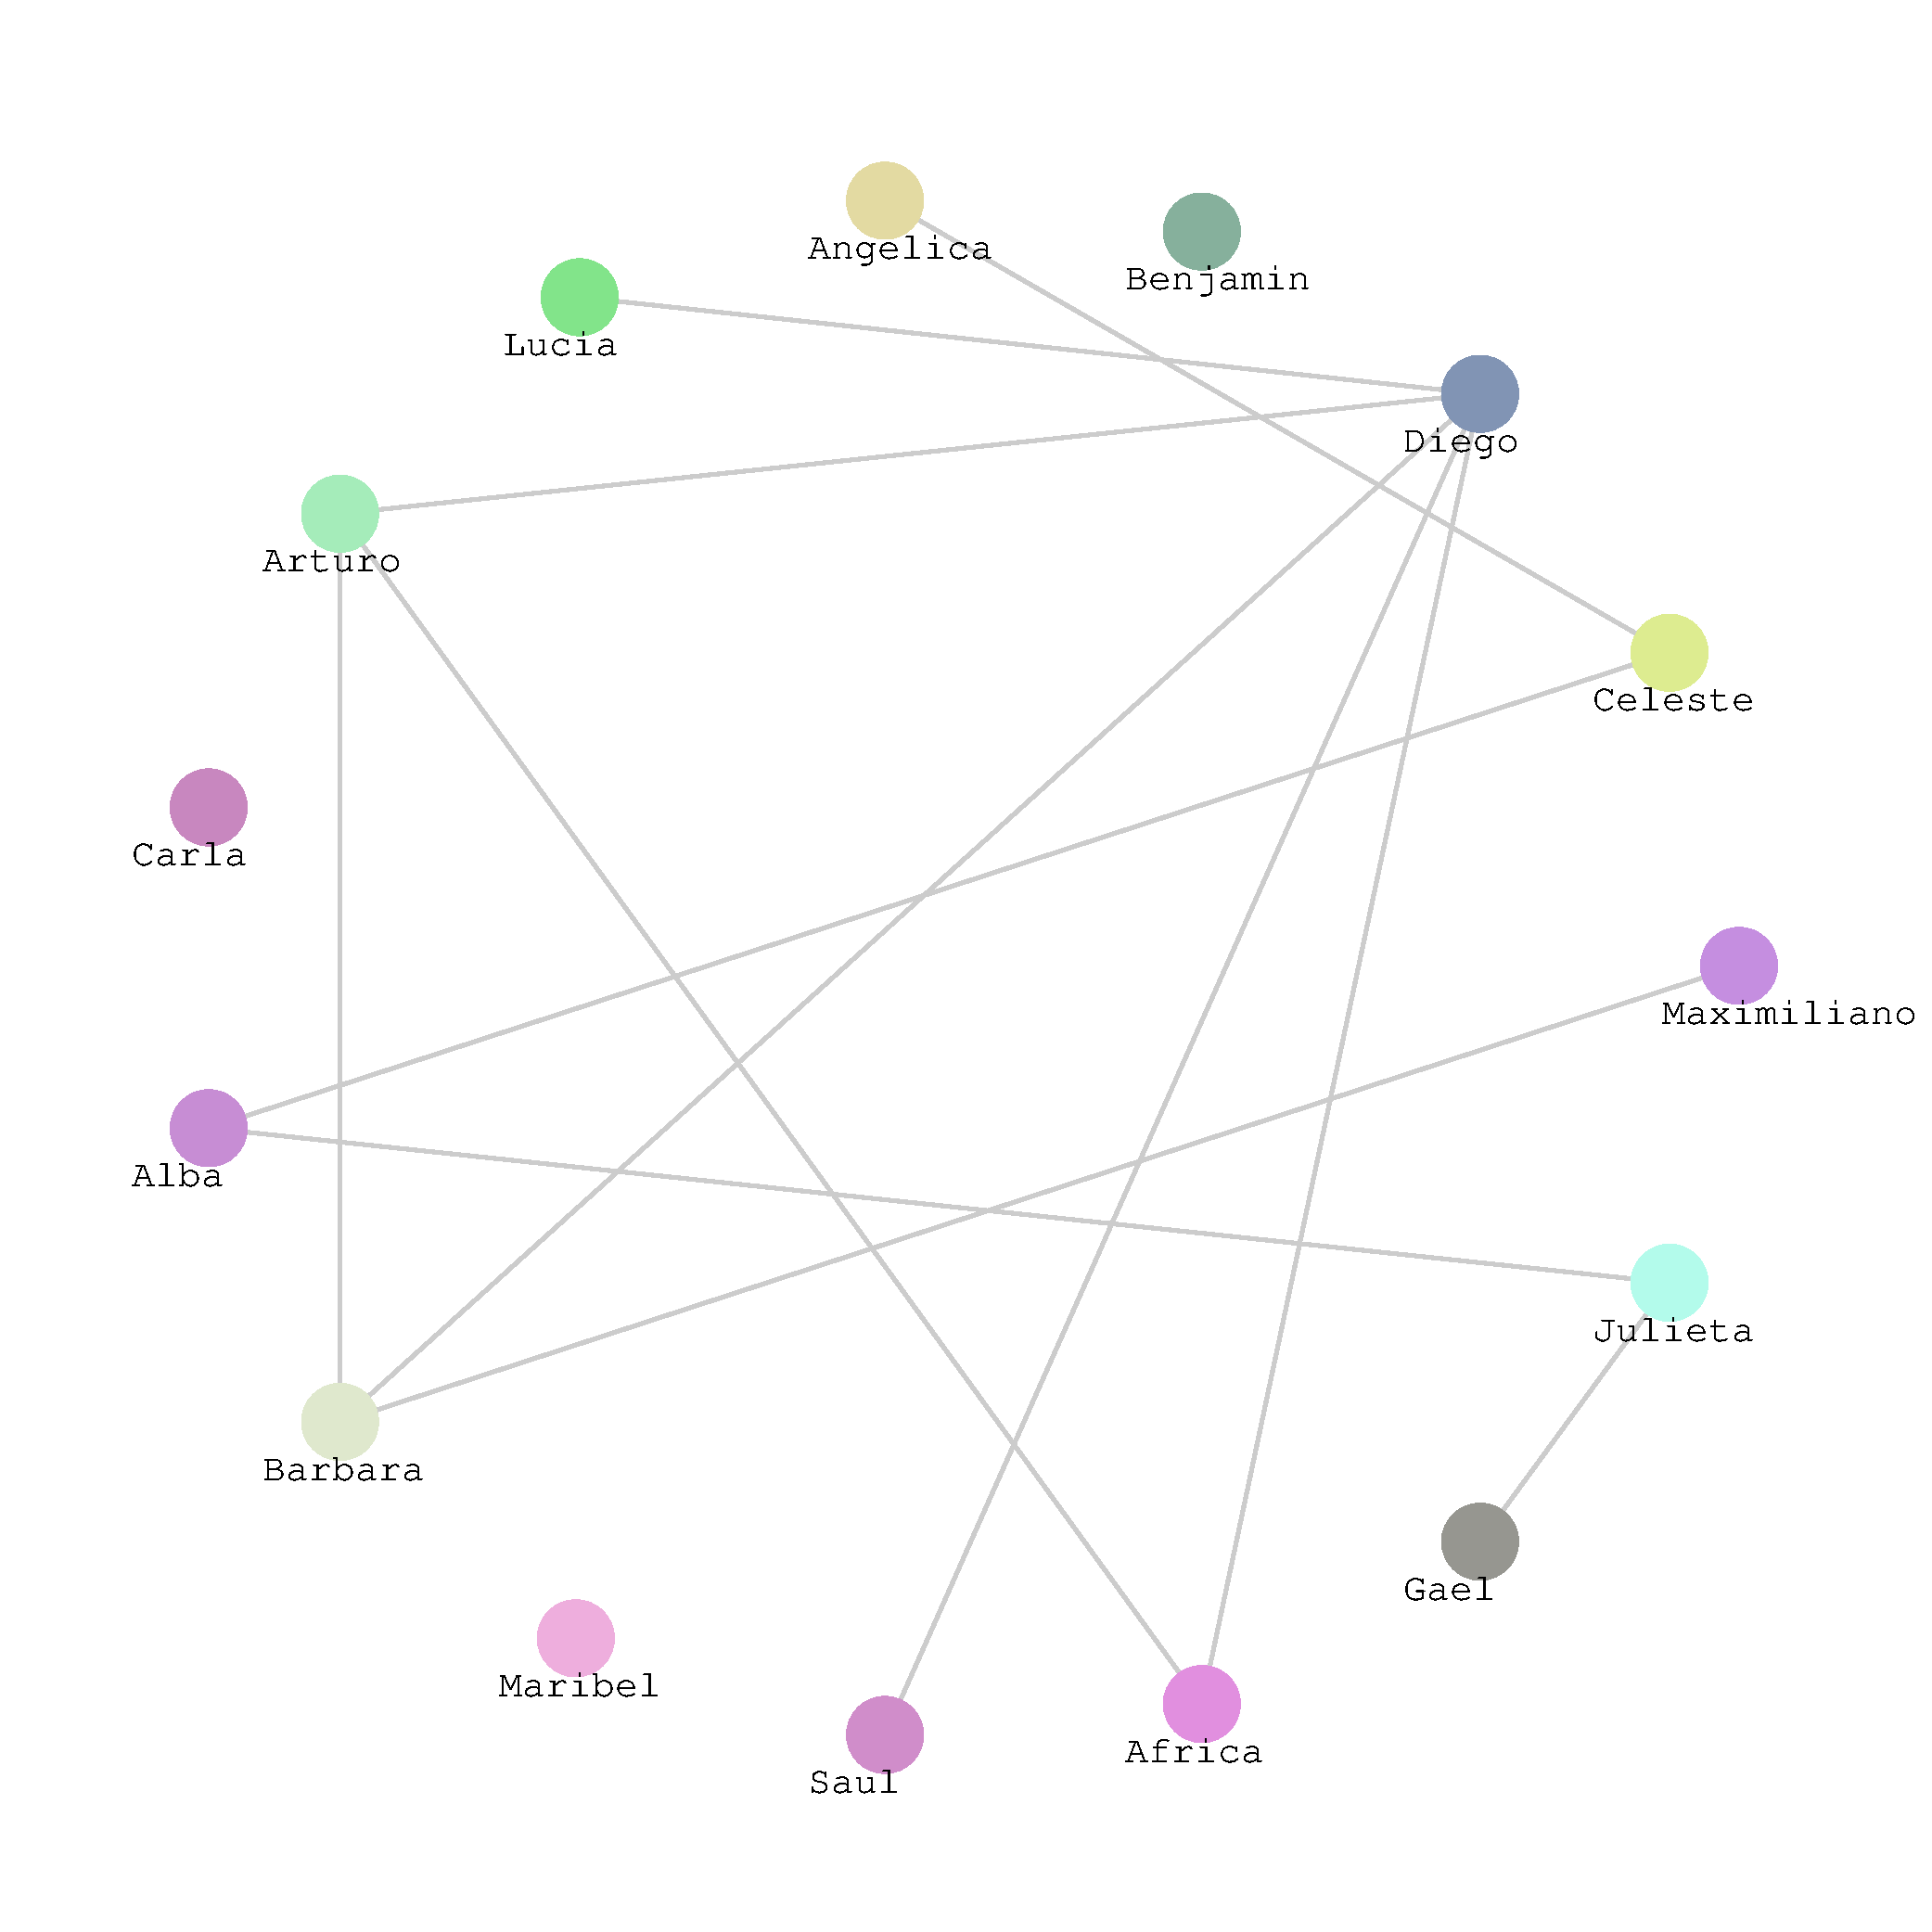 Angelica
Benjamin
Lucia
Diego
Arturo
Celeste
Carla
Maximiliano
Alba
Julieta
Barbara
Gael
Maribel
Africa
Saul